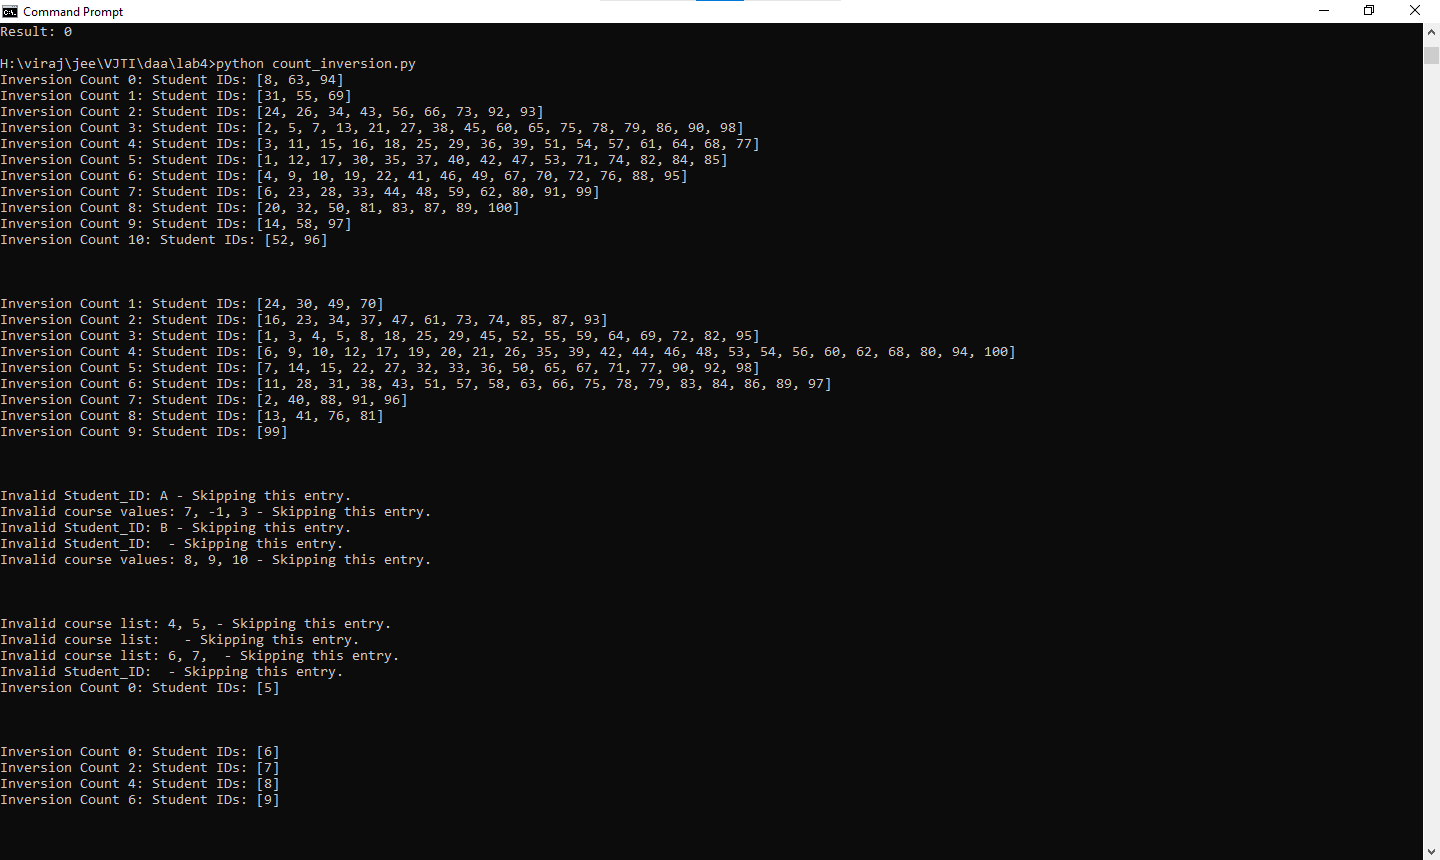 Command Prompt
Result: 0
H:\viraj\jee\VJTI\daa\lab4>python count_inversion.py
Inversion Count 0: Student IDs: [8, 63, 94]
Inversion Count 1: Student IDs: [31, 55, 69]
Inversion Count 2: Student IDs: [24, 26, 34, 43, 56, 66, 73, 92, 93]
Inversion Count 3: Student IDs: [2, 5, 7, 13, 21, 27, 38, 45, 60, 65, 75, 78, 79, 86, 90, 98]
Inversion Count 4: Student IDs: [3, 11, 15, 16, 18, 25, 29, 36, 39, 51, 54, 57, 61, 64, 68, 77]
Inversion Count 5: Student IDs: [1, 12, 17, 30, 35, 37, 40, 42, 47, 53, 71, 74, 82, 84, 85]
Inversion Count 6: Student IDs: [4, 9, 10, 19, 22, 41, 46, 49, 67, 70, 72, 76, 88, 95]
Inversion Count 7: Student IDs: [6, 23, 28, 33, 44, 48, 59, 62, 80, 91, 99]
Inversion Count 8: Student IDs: [20, 32, 50, 81, 83, 87, 89, 100]
Inversion Count 9: Student IDs: [14, 58, 97]
Inversion Count 10: Student IDs: [52, 96]
Inversion Count 1: Student IDs: [24, 30, 49, 70]
Inversion Count 2: Student IDs: [16, 23, 34, 37, 47, 61, 73, 74, 85, 87, 93]
Inversion Count 3: Student IDs: [1, 3, 4, 5, 8, 18, 25, 29, 45, 52, 55, 59, 64, 69, 72, 82, 95]
Inversion Count 4: Student IDs: [6, 9, 10, 12, 17, 19, 20, 21, 26, 35, 39, 42, 44, 46, 48, 53, 54, 56, 60, 62, 68, 80, 94, 100]
Inversion Count 5: Student IDs: [7, 14, 15, 22, 27, 32, 33, 36, 50, 65, 67, 71, 77, 90, 92, 98]
Inversion Count 6: Student IDs: [11, 28, 31, 38, 43, 51, 57, 58, 63, 66, 75, 78, 79, 83, 84, 86, 89, 97]
Inversion Count 7: Student IDs: [2, 40, 88, 91, 96]
Inversion Count 8: Student IDs: [13, 41, 76, 81]
Inversion Count 9: Student IDs: [99]
Invalid Student_ID: A - Skipping this entry.
Invalid course values: 7, -1, 3 - Skipping this entry.
Invalid Student_ID: B - Skipping this entry.
Invalid Student_ID:  - Skipping this entry.
Invalid course values: 8, 9, 10 - Skipping this entry.
Invalid course list: 4, 5, - Skipping this entry.
Invalid course list:   - Skipping this entry.
Invalid course list: 6, 7,  - Skipping this entry.
Invalid Student_ID:  - Skipping this entry.
Inversion Count 0: Student IDs: [5]
Inversion Count 0: Student IDs: [6]
Inversion Count 2: Student IDs: [7]
Inversion Count 4: Student IDs: [8]
Inversion Count 6: Student IDs: [9]